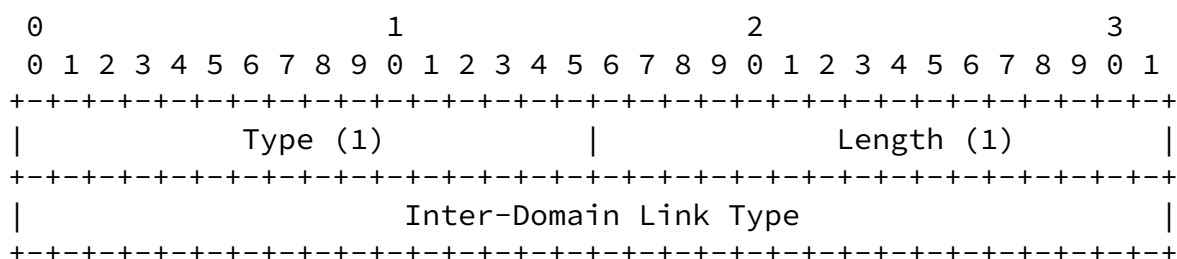 0                   1                   2                   3
 0 1 2 3 4 5 6 7 8 9 0 1 2 3 4 5 6 7 8 9 0 1 2 3 4 5 6 7 8 9 0 1
+-+-+-+-+-+-+-+-+-+-+-+-+-+-+-+-+-+-+-+-+-+-+-+-+-+-+-+-+-+-+-+-+
|            Type (1)           |             Length (1)        |
+-+-+-+-+-+-+-+-+-+-+-+-+-+-+-+-+-+-+-+-+-+-+-+-+-+-+-+-+-+-+-+-+
|                     Inter-Domain Link Type                    |
+-+-+-+-+-+-+-+-+-+-+-+-+-+-+-+-+-+-+-+-+-+-+-+-+-+-+-+-+-+-+-+-+